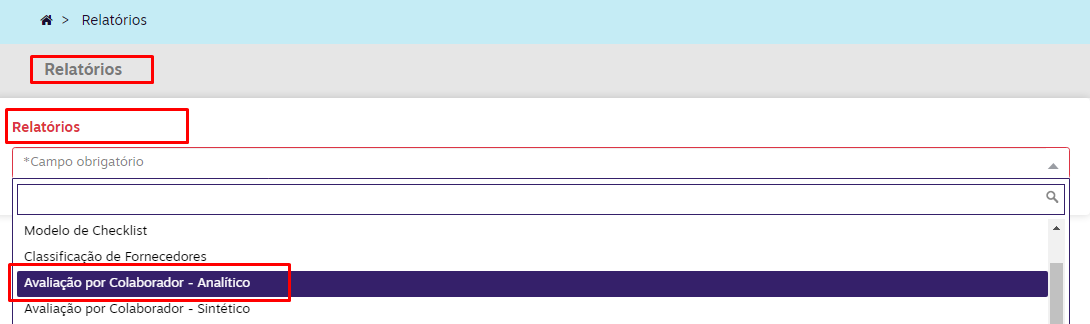 > Relatórios
Relatórios
Relatórios
*Campo obrigatório
Modelo de Checklist
Classificação de Fornecedores
Avaliação por Colaborador - Analítico
Avaliação por Colaborador - Sintético